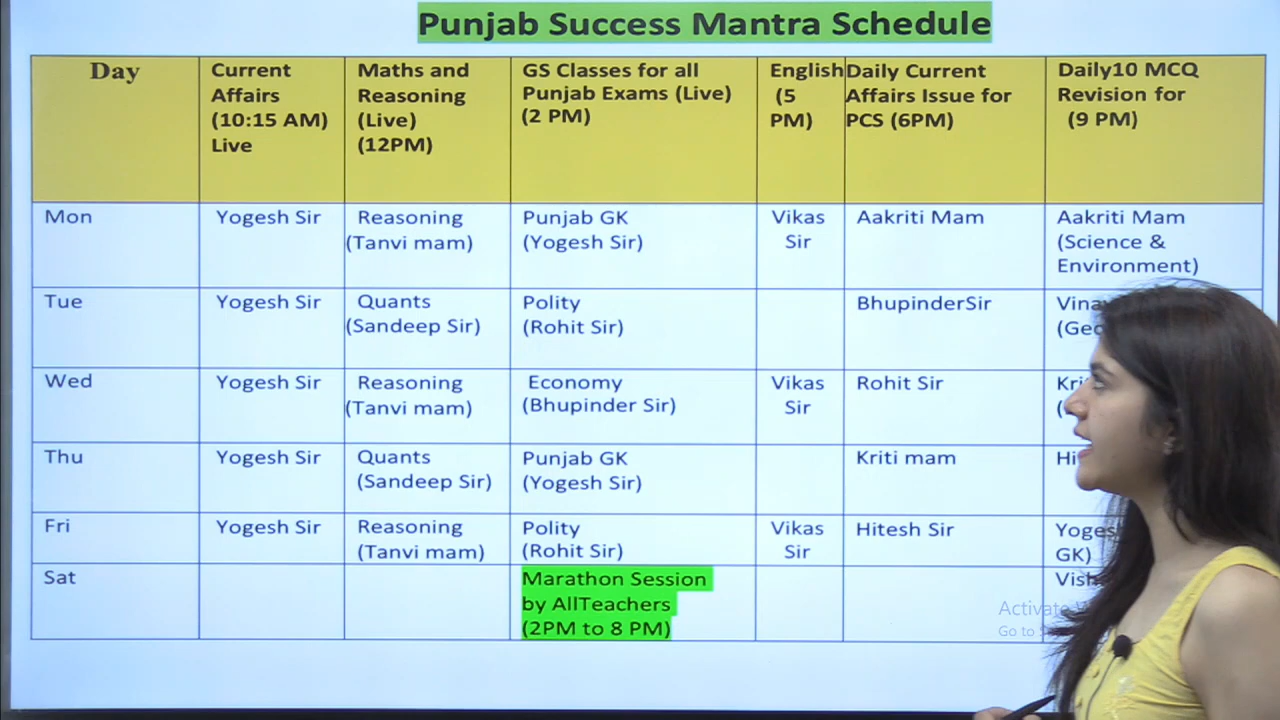 Punjab Success Mantra Schedule
Day
Current
Affairs
(10:15 AM)
Live
Maths and
Reasoning
(Live)
(12PM)
GS Classes for all
Punjab Exams (Live)
(2 PM)
English
(5
PM)
Daily Current
Affairs Issue for
PCS (6PM)
Daily10 MCQ
Revision for
(9 PM)
Mon
Yogesh Sir
Reasoning
(Tanvi mam)
Punjab GK
(Yogesh Sir)
Vikas
Sir
Aakriti Mam
Aakriti Mam
(Science &
Environment)
Tue
Yogesh Sir
Quants
(Sandeep Sir)
Polity
(Rohit Sir)
BhupinderSir
Wed
Yogesh Sir
Reasoning
(Tanvi mam)
Economy
(Bhupinder Sir)
Vikas
Sir
Rohit Sir
Thu
Yogesh Sir
Quants
(Sandeep Sir)
Punjab GK
(Yogesh Sir)
Kriti mam
Fri
Yogesh Sir
Reasoning
(Tanvi mam)
Polity
(Rohit Sir)
Vikas
Sir
Hitesh Sir
GK)
Sat
Marathon Session
by AllTeachers
(2PM to 8 PM)
Activate
Go to